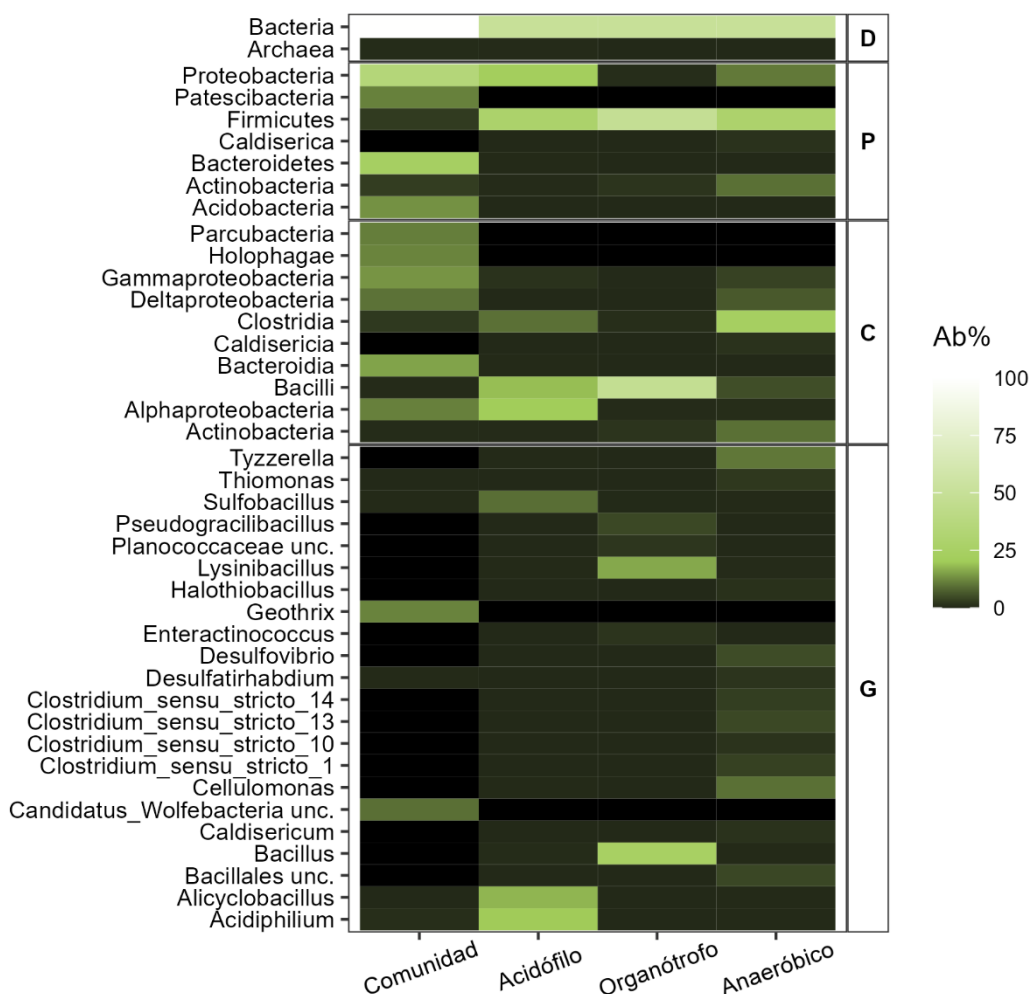 Bacteria
Archaea
D
Proteobacteria
Patescibacteria
Firmicutes
Caldiserica
Bacteroidetes
Actinobacteria
Acidobacteria
P
Parcubacteria
Holophagae
Gammaproteobacteria
Deltaproteobacteria
Clostridia
Caldisericia
Bacteroidia
Bacilli
Alphaproteobacteria
Actinobacteria
C
Tyzzerella
Thiomonas
Sulfobacillus
Pseudogracilibacillus
Planococcaceae unc.
Lysinibacillus
Halothiobacillus
Geothrix
Enteractinococcus
Desulfovibrio
Desulfatirhabdium
Clostridium_sensu_stricto_14
Clostridium_sensu_stricto_13
Clostridium_sensu_stricto_10
Clostridium_sensu_stricto_1
Cellulomonas
Candidatus_Wolfebacteria unc.
Caldisericum
Bacillus
Bacillales unc.
Alicyclobacillus
Acidiphilium
G
Comunidad
Acidófilo
Organótrofo
Anaeróbico
Ab%
100
75
50
25
0